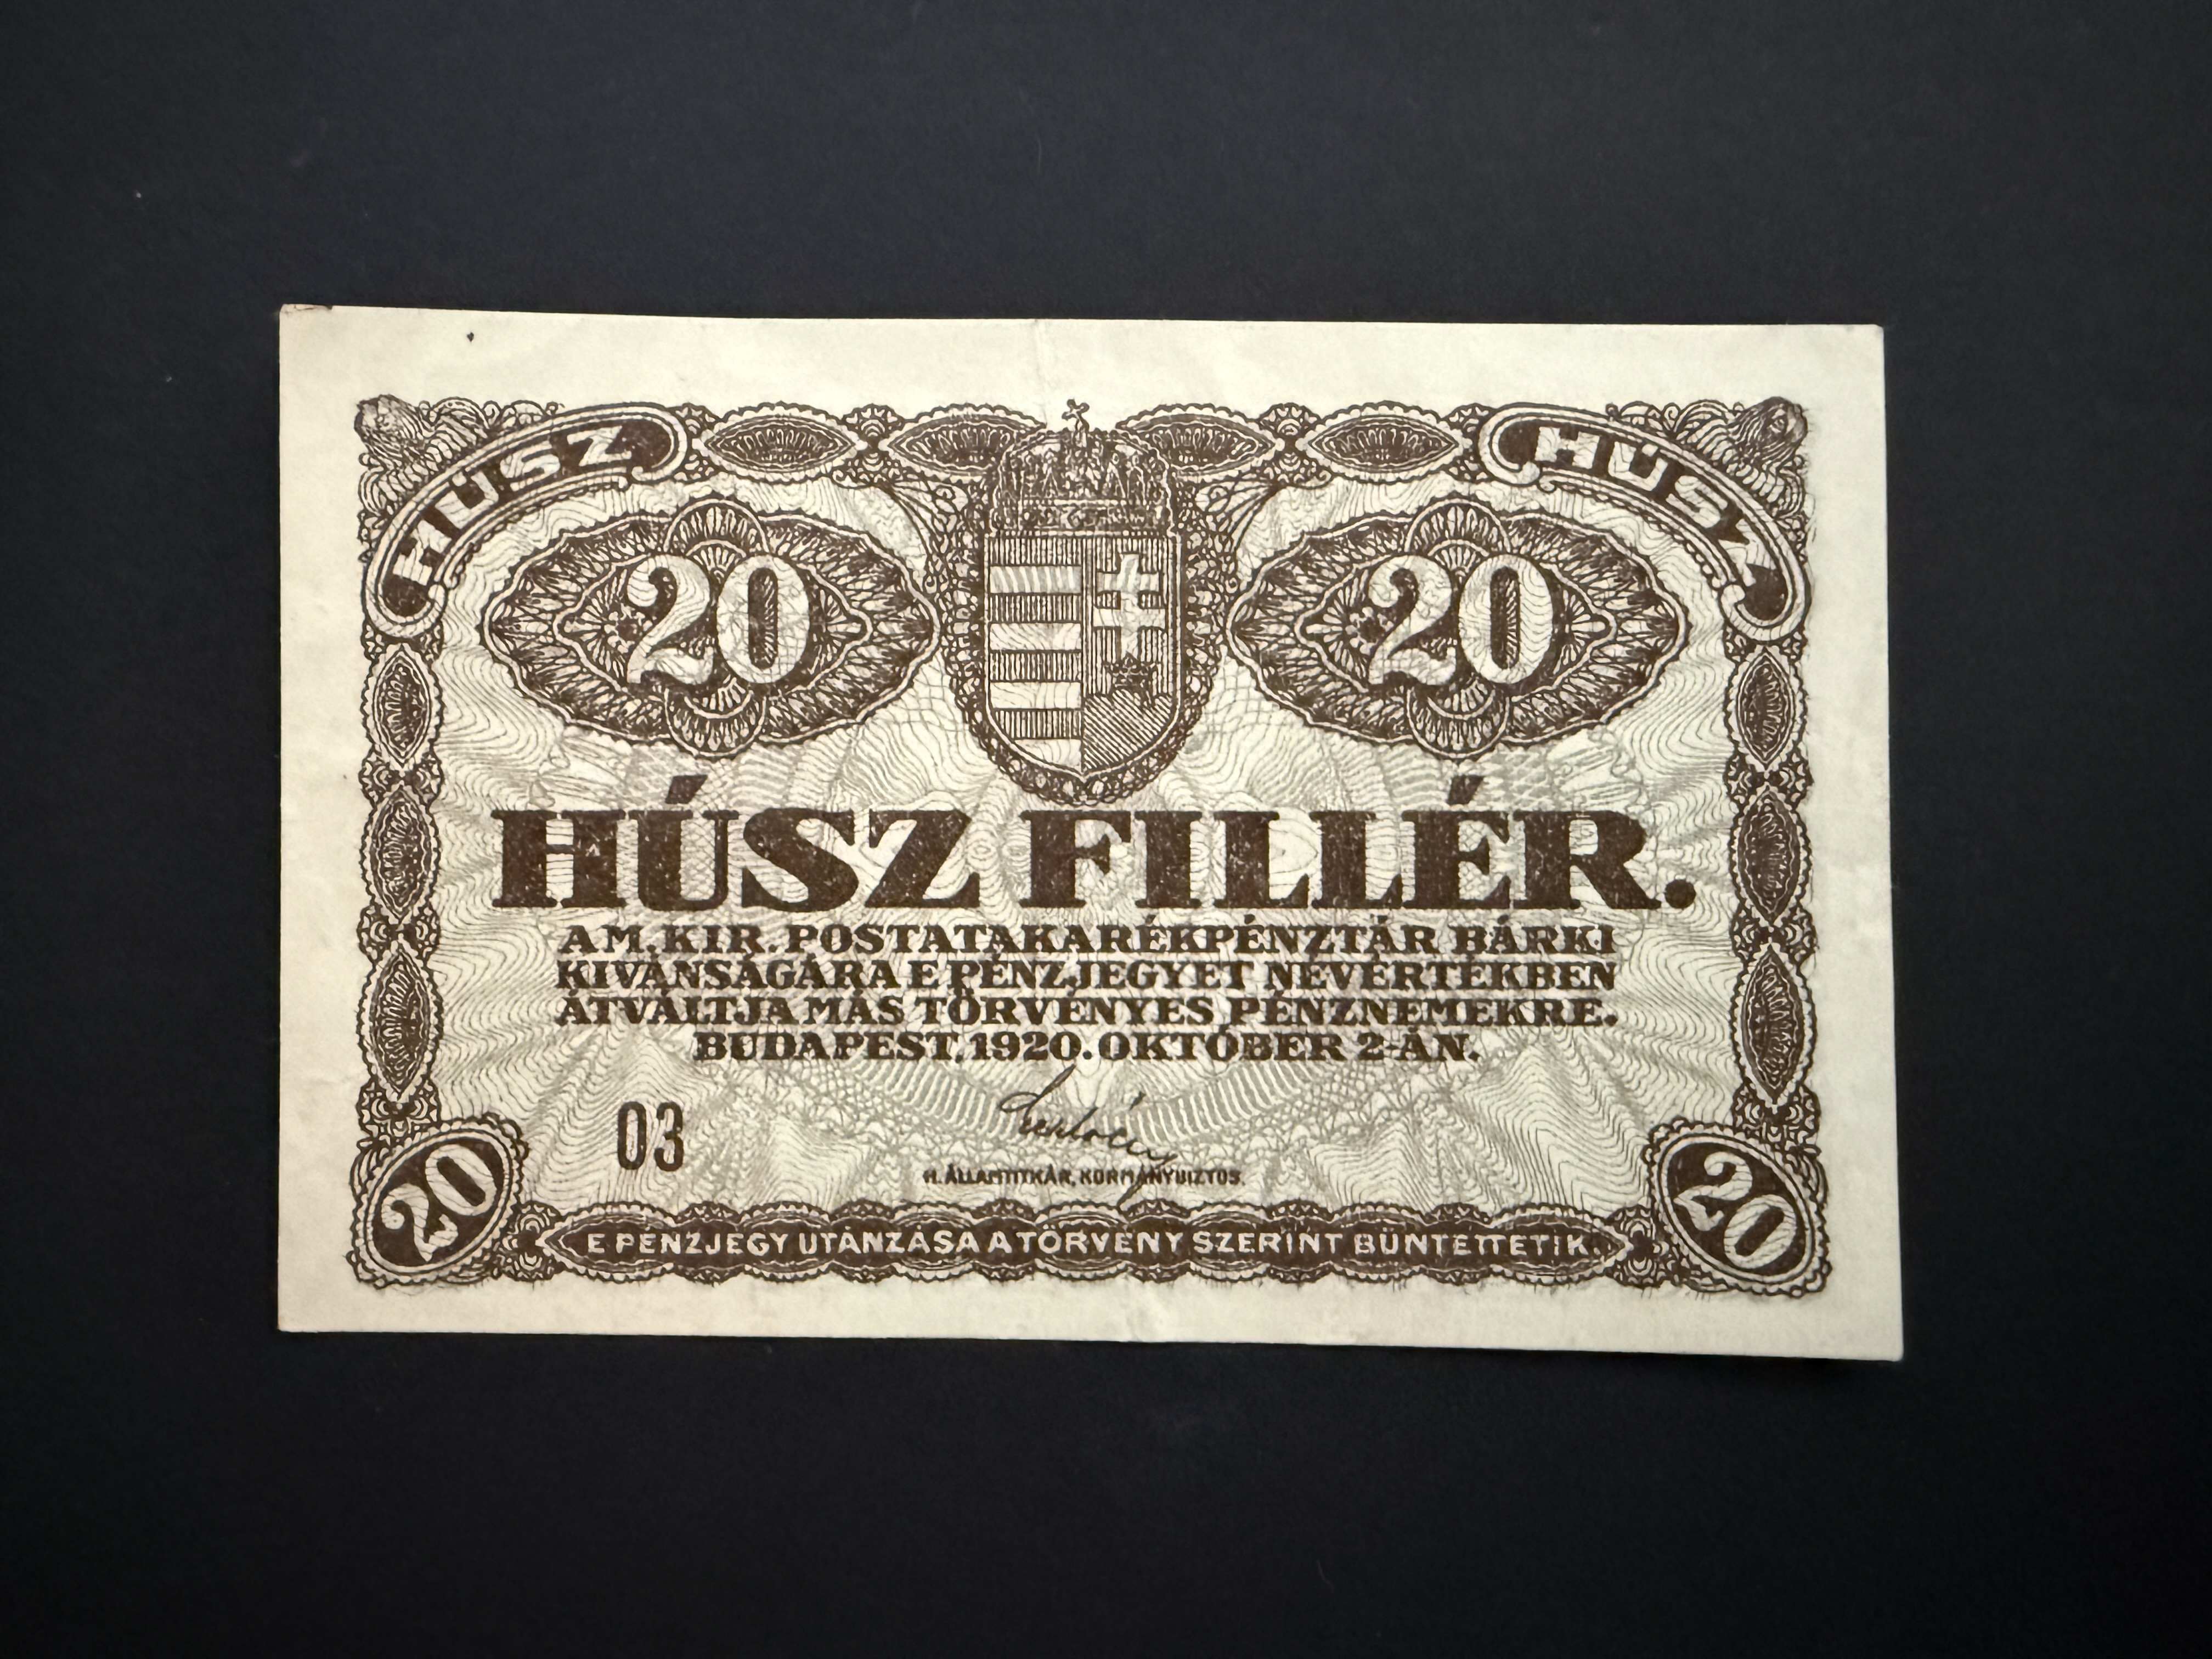 HÚSZ
HÚSZ
20
20
HÚSZ FILLÉR.
A M. KIR. POSTATAKARÉKPÉNZTÁR BÁRKI
KIVÁNSÁGÁRA E PÉNZJEGYET NÉVÉRTÉKBEN
ÁTVÁLTJA MÁS TÖRVÉNYES PÉNZNEMEKRE.
BUDAPEST, 1920. OKTÓBER 2-ÁN.
03
H. ÁLLAMTITKÁR, KORMÁNYBIZTOS.
20
20
E PÉNZJEGY UTÁNZÁSA A TÖRVÉNY SZERINT BÜNTETTETIK.